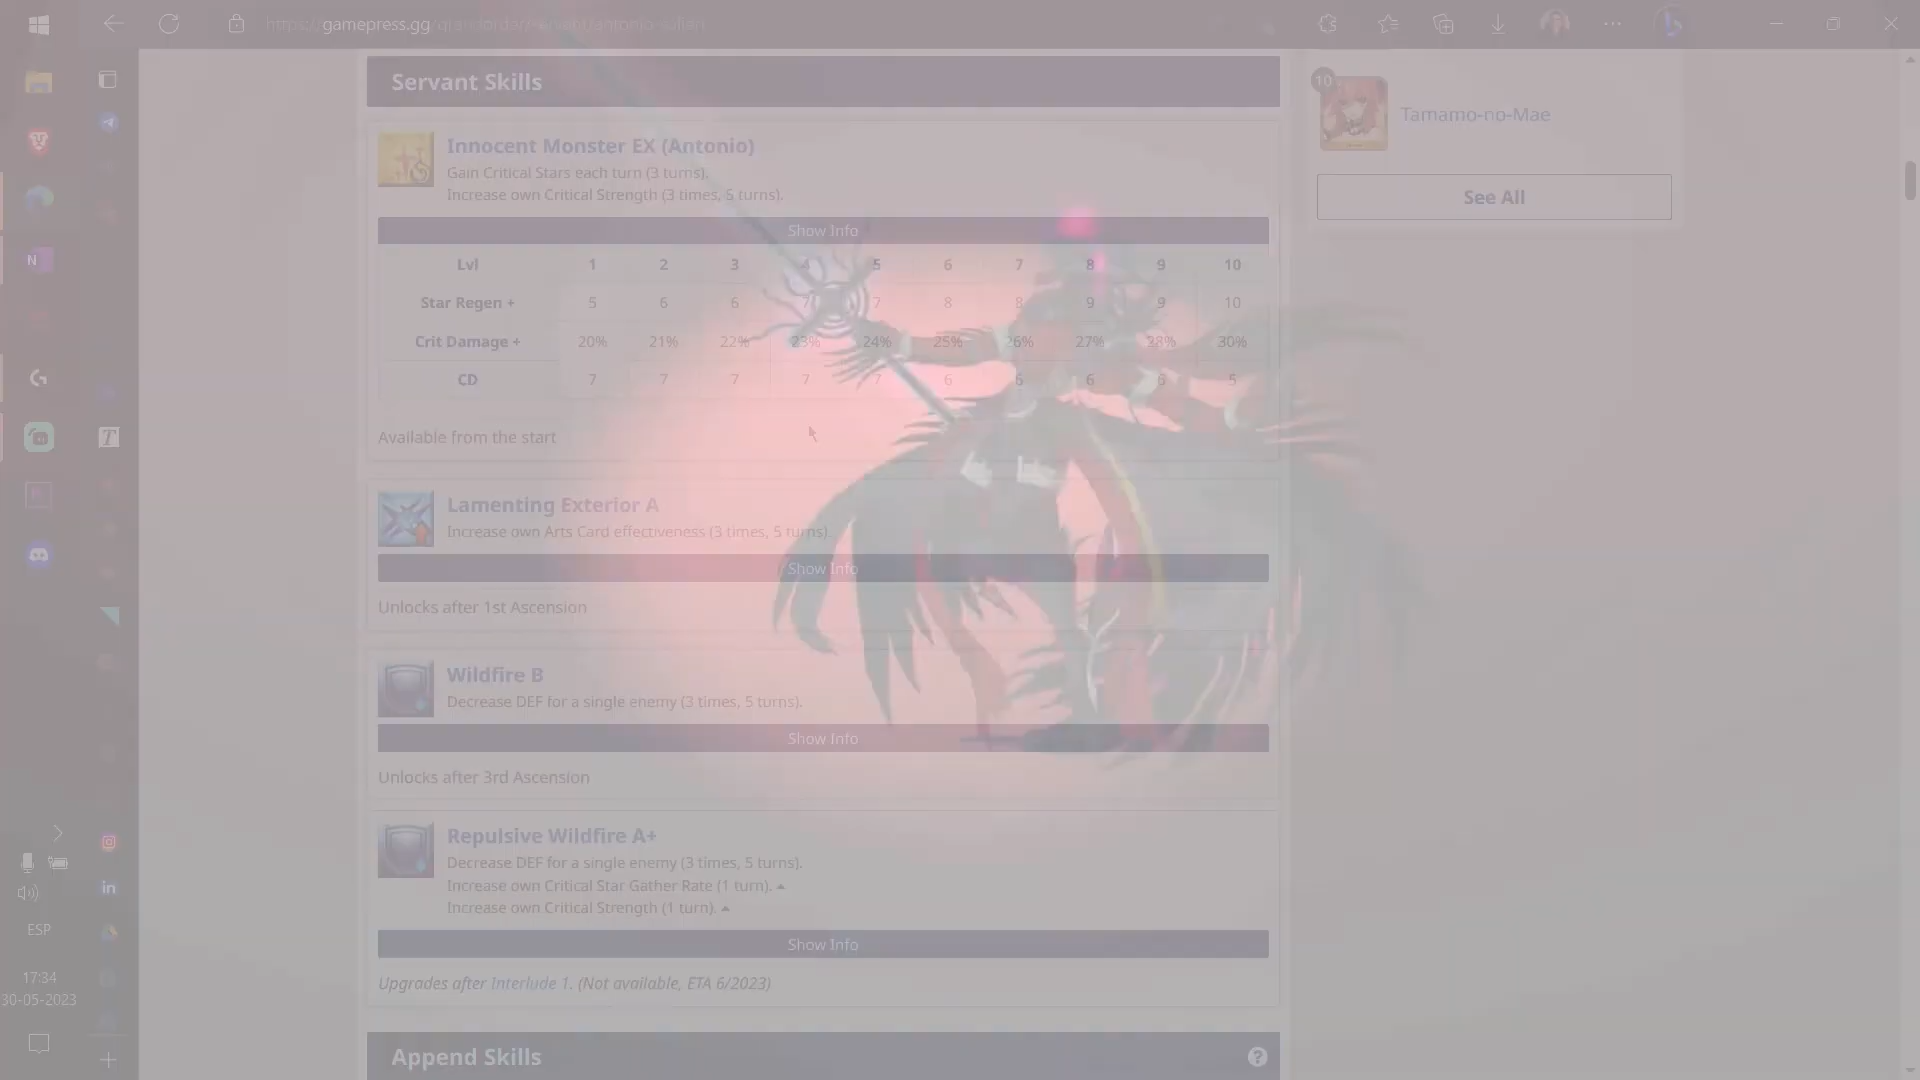 https://gamepress.gg/grandorder/servant/antonio-salieri
Servant Skills
10
Tamamo-no-Mae
See All
Innocent Monster EX (Antonio)
Gain Critical Stars each turn (3 turns).
Increase own Critical Strength (3 times, 5 turns).
Show Info
Lvl 1 2 3 4 5 6 7 8 9 10
Star Regen + 5 6 6 7 7 8 8 9 9 10
Crit Damage + 20% 21% 22% 23% 24% 25% 26% 27% 28% 30%
CD 7 7 7 7 7 6 6 6 6 5
Available from the start
Lamenting Exterior A
Increase own Arts Card effectiveness (3 times, 5 turns).
Show Info
Unlocks after 1st Ascension
Wildfire B
Decrease DEF for a single enemy (3 times, 5 turns).
Show Info
Unlocks after 3rd Ascension
Repulsive Wildfire A+
Decrease DEF for a single enemy (3 times, 5 turns).
Increase own Critical Star Gather Rate (1 turn).
Increase own Critical Strength (1 turn).
Show Info
Upgrades after Interlude 1. (Not available, ETA 6/2023)
Append Skills ?
N
T
in
ESP
17:34
30-05-2023